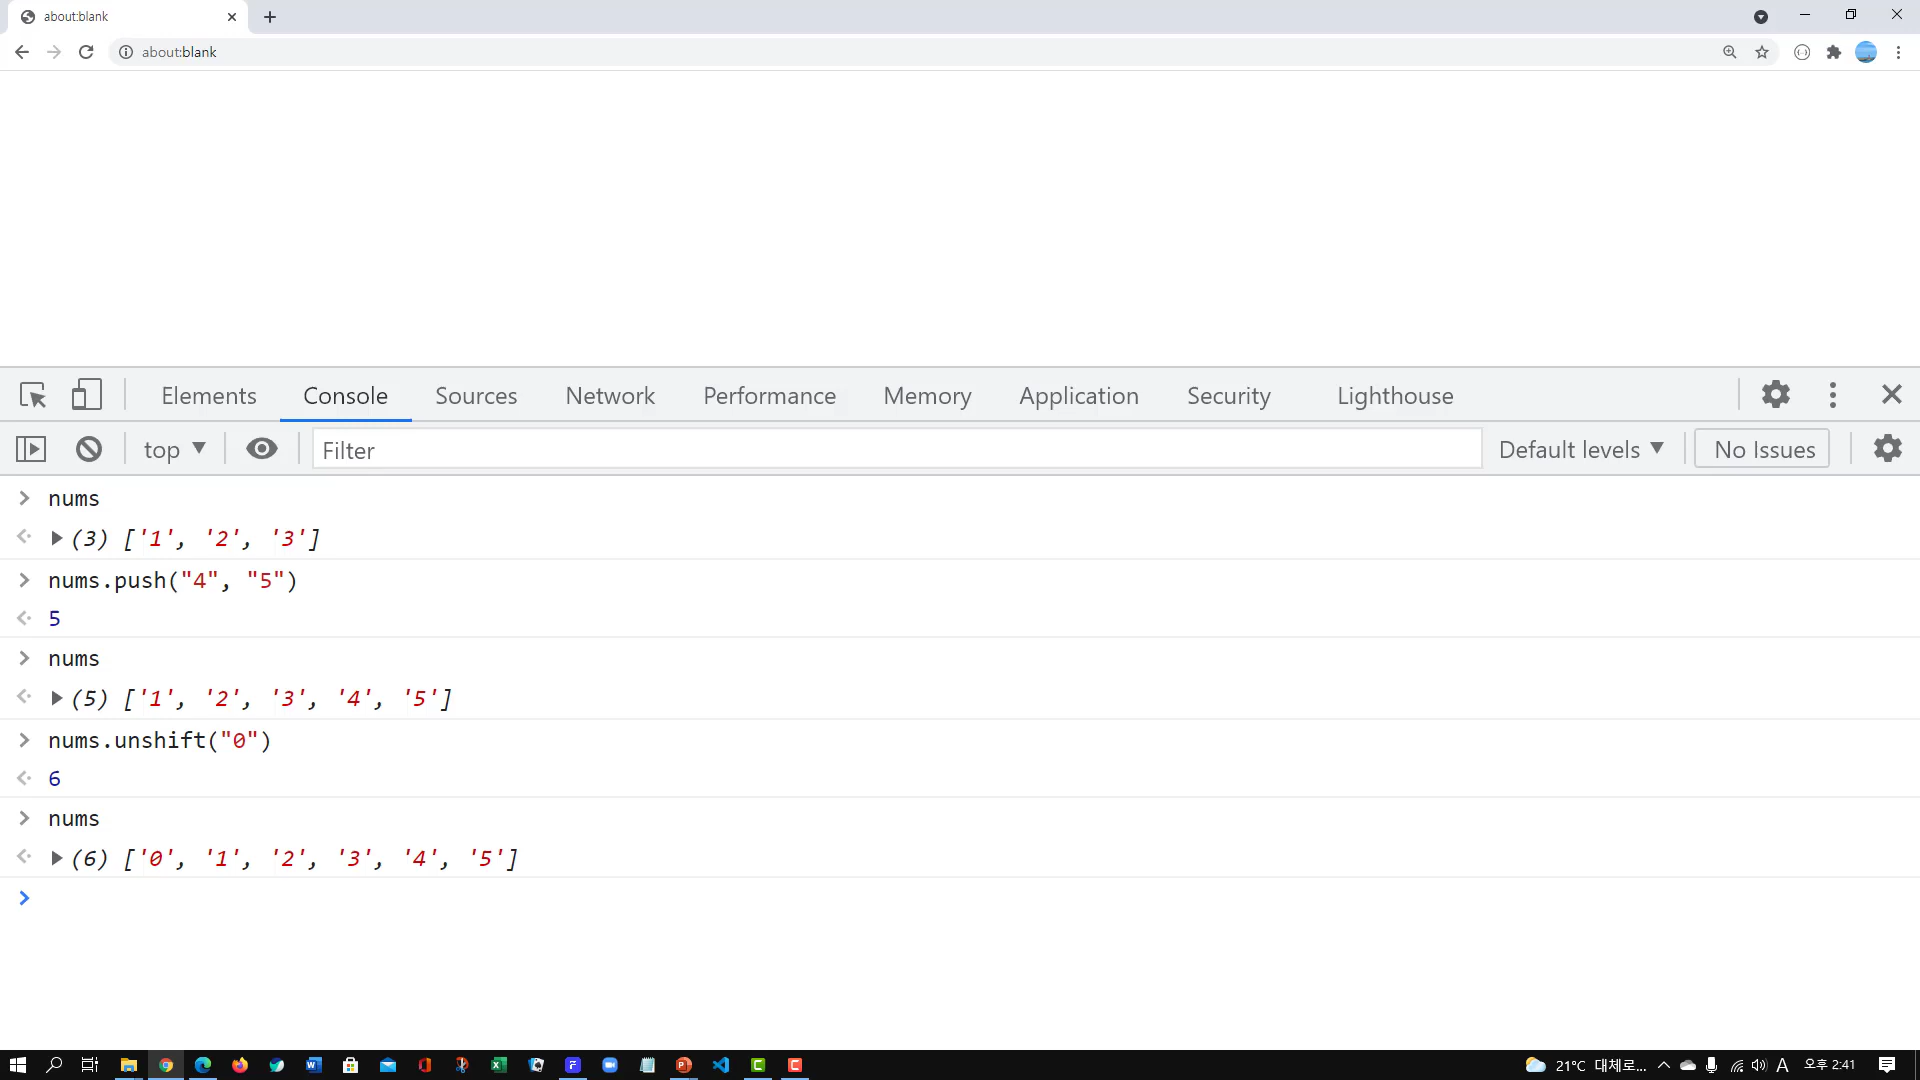 about:blank
about:blank
Elements Console Sources Network Performance Memory Application Security Lighthouse
top Filter Default levels No Issues
nums
(3) ['1', '2', '3']
nums.push("4", "5")
5
nums
(5) ['1', '2', '3', '4', '5']
nums.unshift("0")
6
nums
(6) ['0', '1', '2', '3', '4', '5']
21°C 대체로... A 오후 2:41